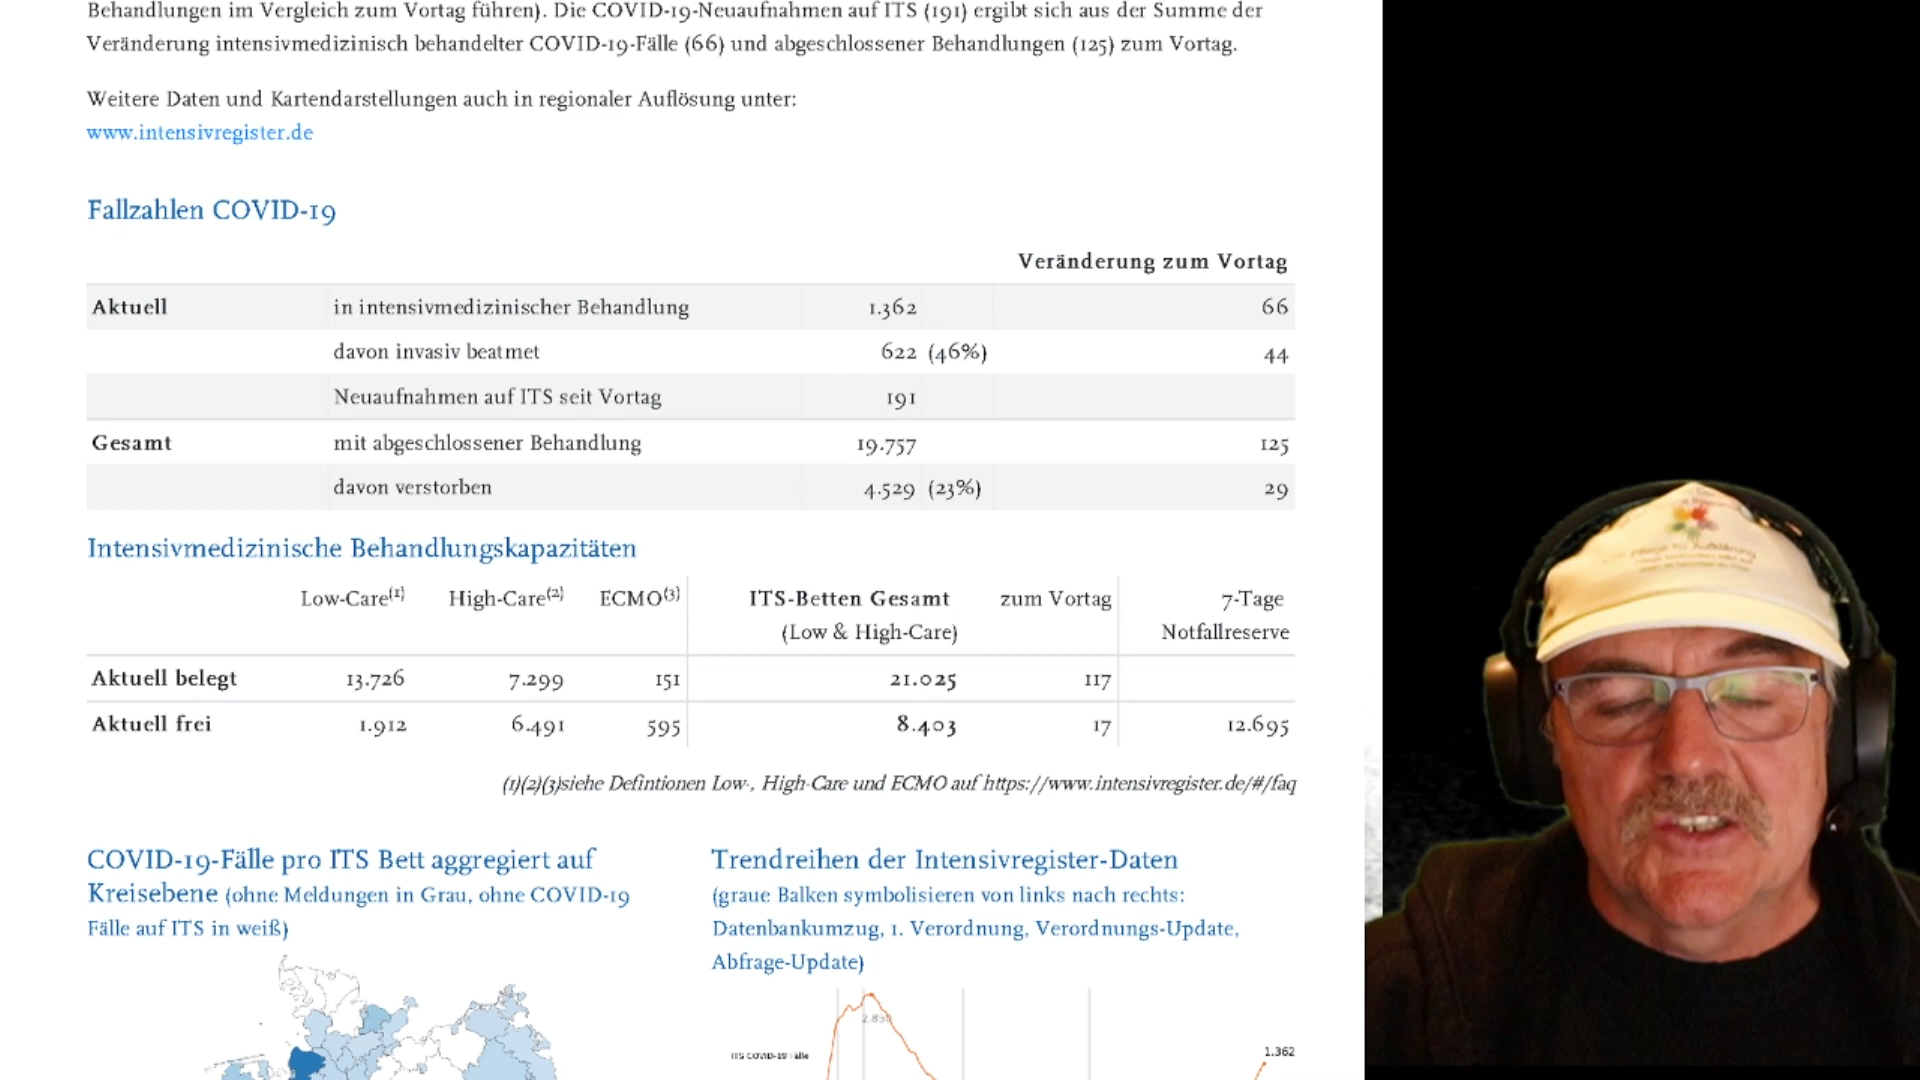 Behandlungen im Vergleich zum Vortag führen). Die COVID-19-Neuaufnahmen auf ITS (191) ergibt sich aus der Summe der
Veränderung intensivmedizinisch behandelter COVID-19-Fälle (66) und abgeschlossener Behandlungen (125) zum Vortag.
Weitere Daten und Kartendarstellungen auch in regionaler Auflösung unter:
www.intensivregister.de
Fallzahlen COVID-19
Veränderung zum Vortag
Aktuell in intensivmedizinischer Behandlung 1.362 66
davon invasiv beatmet 622 (46%) 44
Neuaufnahmen auf ITS seit Vortag 191
Gesamt mit abgeschlossener Behandlung 19.757 125
davon verstorben 4.529 (23%) 29
Intensivmedizinische Behandlungskapazitäten
Low-Care(1) High-Care(2) ECMO(3) ITS-Betten Gesamt zum Vortag 7-Tage
(Low & High-Care) Notfallreserve
Aktuell belegt 13.726 7.299 151 21.025 117
Aktuell frei 1.912 6.491 595 8.403 17 12.695
(1)(2)(3)siehe Defintionen Low-, High-Care und ECMO auf https://www.intensivregister.de/#/faq
COVID-19-Fälle pro ITS Bett aggregiert auf
Kreisebene (ohne Meldungen in Grau, ohne COVID-19
Fälle auf ITS in weiß)
Trendreihen der Intensivregister-Daten
(graue Balken symbolisieren von links nach rechts:
Datenbankumzug, 1. Verordnung, Verordnungs-Update,
Abfrage-Update)
ITS COVID-19 Fälle
1.362
Pflege für Aufklärung